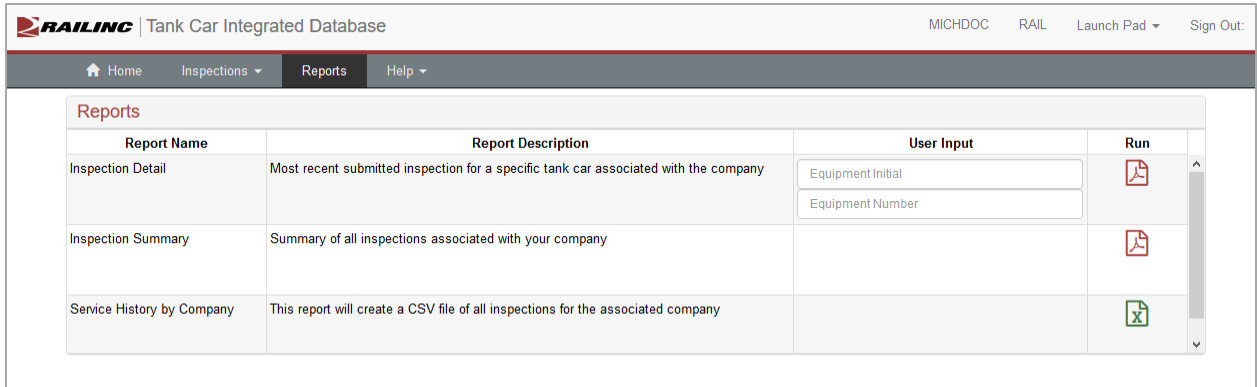 RAILINC | Tank Car Integrated Database MICHDOC RAIL Launch Pad Sign Out:
Home Inspections Reports Help
Reports
Report Name Report Description User Input Run
Inspection Detail Most recent submitted inspection for a specific tank car associated with the company Equipment Initial
Equipment Number
Inspection Summary Summary of all inspections associated with your company
Service History by Company This report will create a CSV file of all inspections for the associated company X